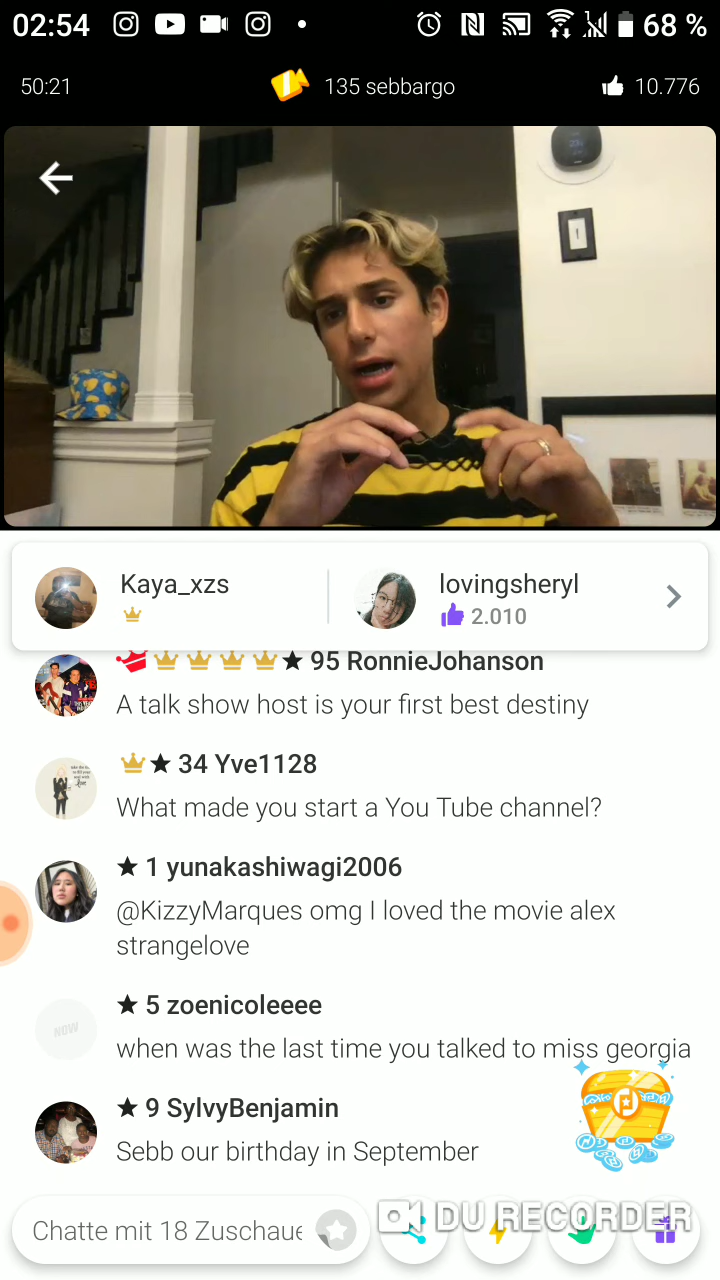 02:54
68 %
50:21
135 sebbargo
10.776
Kaya_xzs
lovingsheryl
2.010
95 RonnieJohanson
A talk show host is your first best destiny
34 Yve1128
What made you start a You Tube channel?
1 yunakashiwagi2006
@KizzyMarques omg I loved the movie alex
strangelove
5 zoenicoleeee
NOW
when was the last time you talked to miss georgia
9 SylvyBenjamin
Sebb our birthday in September
Chatte mit 18 Zuschaue
DU RECORDER